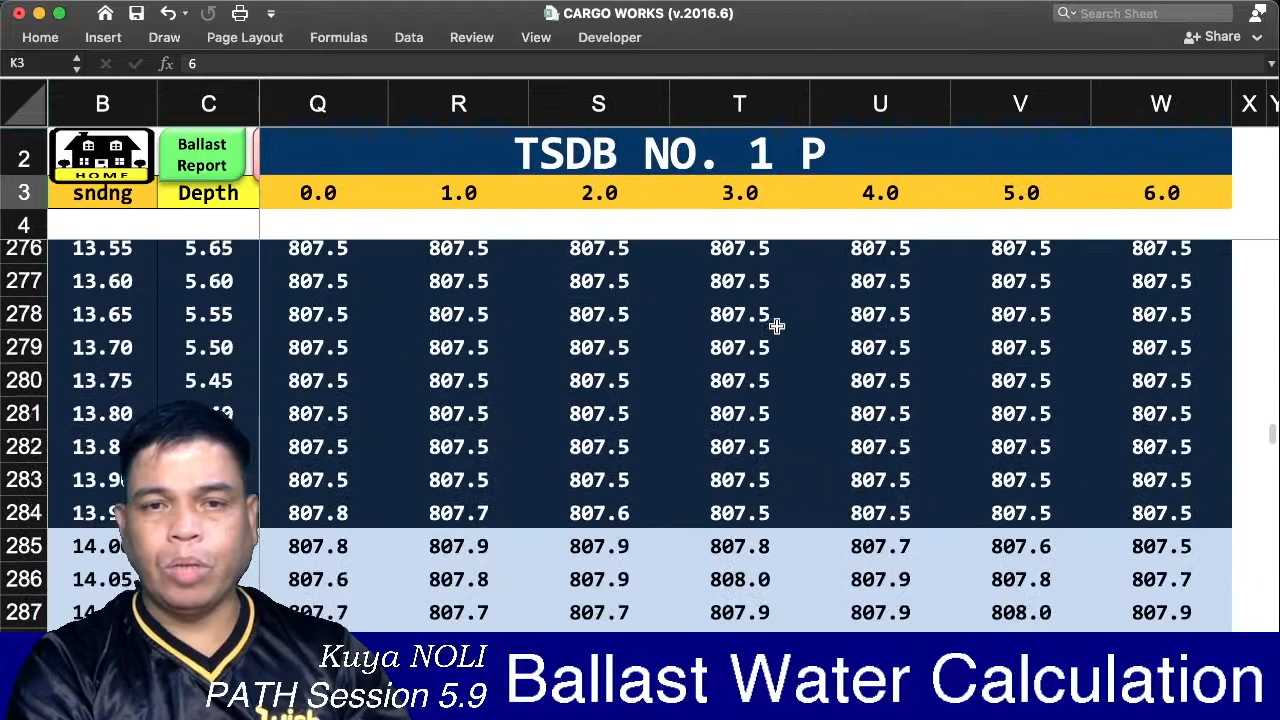 CARGO WORKS (v.2016.6)
Search Sheet
Home Insert Draw Page Layout Formulas Data Review View Developer Share
K3 fx 6
B C Q R S T U V W X Y
2 HOME Ballast Report TSDB NO. 1 P
3 sndng Depth 0.0 1.0 2.0 3.0 4.0 5.0 6.0
4
276 13.55 5.65 807.5 807.5 807.5 807.5 807.5 807.5 807.5
277 13.60 5.60 807.5 807.5 807.5 807.5 807.5 807.5 807.5
278 13.65 5.55 807.5 807.5 807.5 807.5 807.5 807.5 807.5
279 13.70 5.50 807.5 807.5 807.5 807.5 807.5 807.5 807.5
280 13.75 5.45 807.5 807.5 807.5 807.5 807.5 807.5 807.5
281 13.80 807.5 807.5 807.5 807.5 807.5 807.5 807.5
282 13.8 807.5 807.5 807.5 807.5 807.5 807.5 807.5
283 13.9 807.5 807.5 807.5 807.5 807.5 807.5 807.5
284 13.9 807.8 807.7 807.6 807.5 807.5 807.5 807.5
285 14.0 807.8 807.9 807.9 807.8 807.7 807.6 807.5
286 14.05 807.6 807.8 807.9 808.0 807.9 807.8 807.7
287 807.7 807.7 807.9 807.9 808.0 807.9
Kuya NOLI
PATH Session 5.9
Ballast Water Calculation